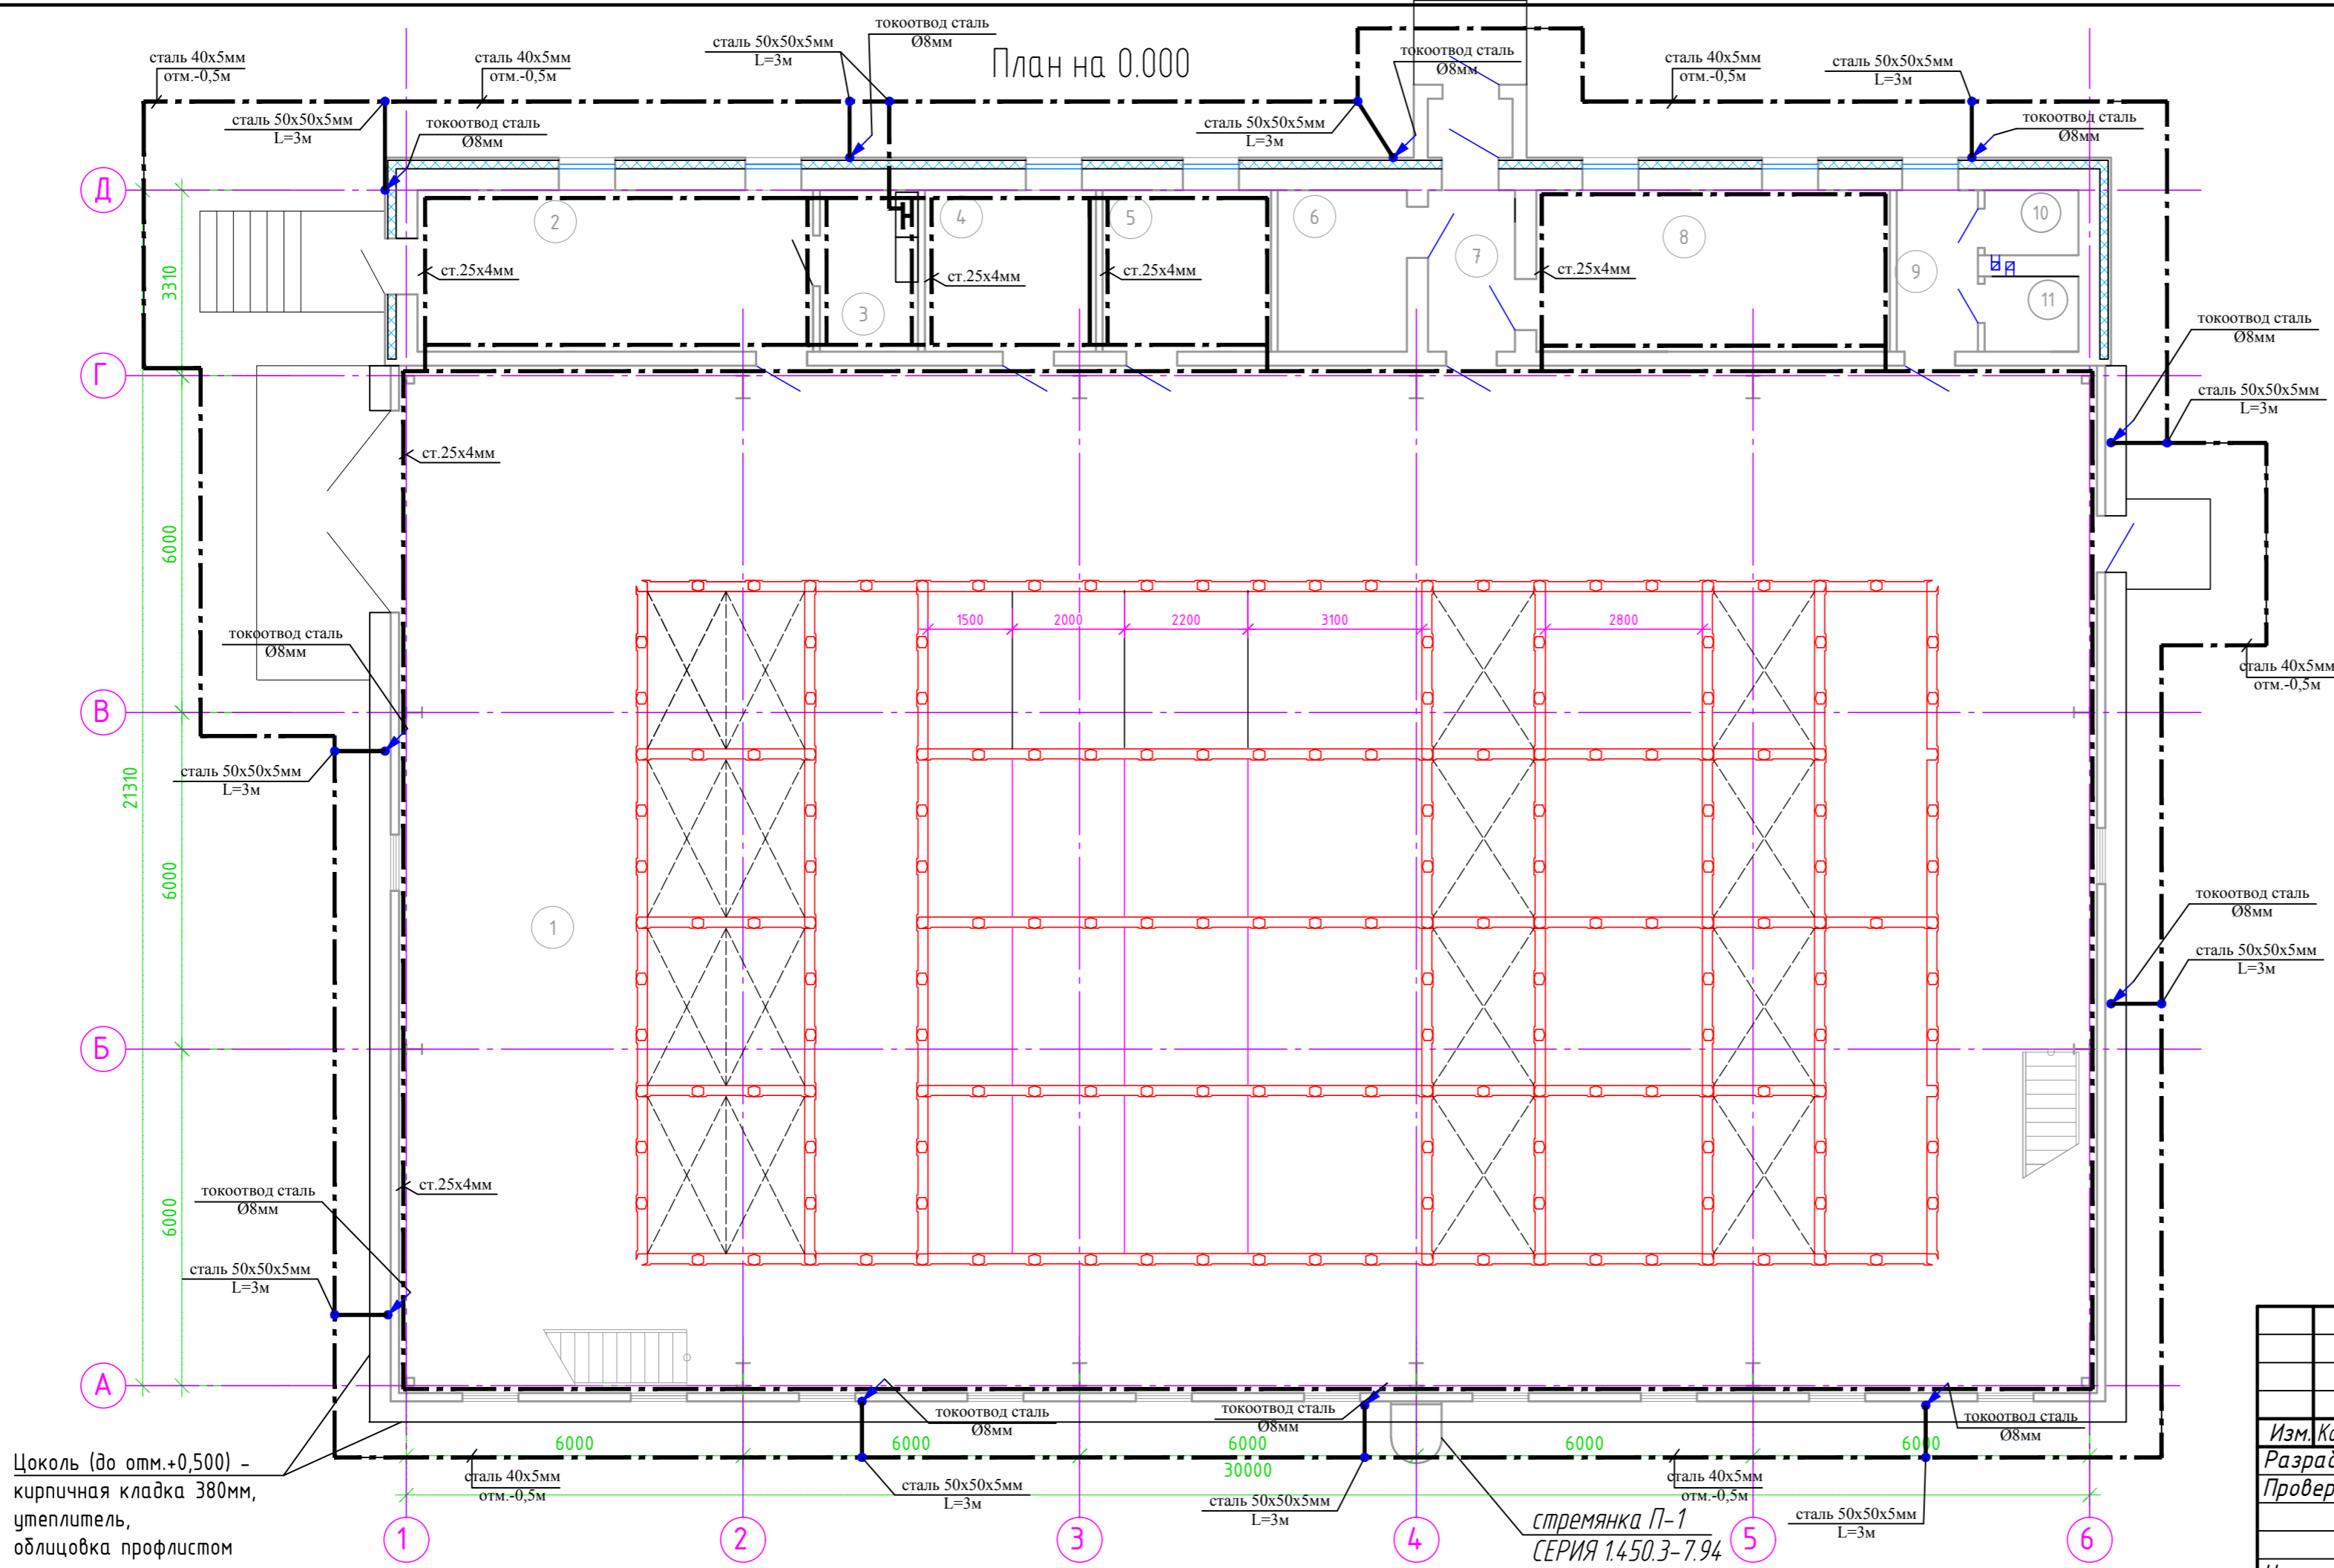 План на 0.000
токоотвод сталь
Ø8мм
сталь 40х5мм
отм.-0,5м
сталь 40х5мм
отм.-0,5м
сталь 50х50х5мм
L=3м
токоотвод сталь
Ø8мм
сталь 40х5мм
отм.-0,5м
сталь 50х50х5мм
L=3м
сталь 50х50х5мм
L=3м
токоотвод сталь
Ø8мм
сталь 50х50х5мм
L=3м
токоотвод сталь
Ø8мм
Д
2
4
5
6
7
8
9
10
11
3
3310
ст.25х4мм
ст.25х4мм
ст.25х4мм
ст.25х4мм
токоотвод сталь
Ø8мм
Г
сталь 50х50х5мм
L=3м
ст.25х4мм
6000
1500
2000
2200
3100
2800
токоотвод сталь
Ø8мм
сталь 40х5мм
отм.-0,5м
В
сталь 50х50х5мм
L=3м
21310
6000
1
токоотвод сталь
Ø8мм
сталь 50х50х5мм
L=3м
Б
6000
ст.25х4мм
токоотвод сталь
Ø8мм
сталь 50х50х5мм
L=3м
А
токоотвод сталь
Ø8мм
токоотвод сталь
Ø8мм
токоотвод сталь
Ø8мм
6000
6000
6000
6000
6000
30000
Цоколь (до отм.+0,500) -
кирпичная кладка 380мм,
утеплитель,
облицовка профлистом
сталь 40х5мм
отм.-0,5м
сталь 50х50х5мм
L=3м
сталь 50х50х5мм
L=3м
сталь 40х5мм
отм.-0,5м
сталь 50х50х5мм
L=3м
стремянка П-1
СЕРИЯ 1.450.3-7.94
1
2
3
4
5
6
Изм.